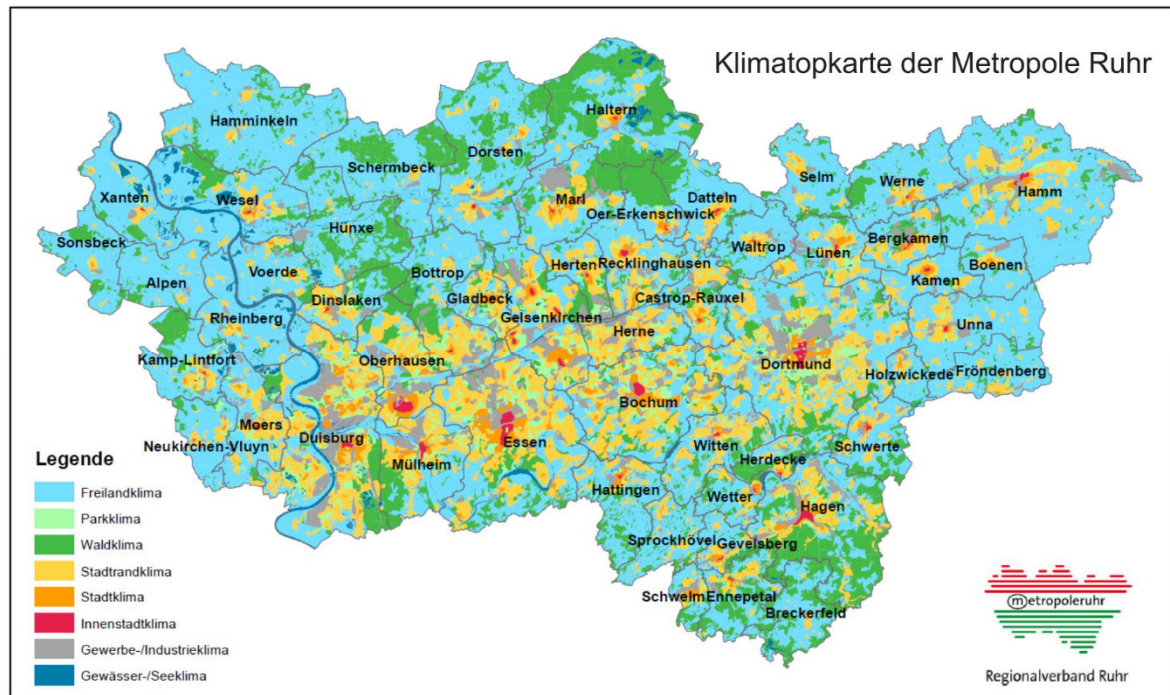 Klimatopkarte der Metropole Ruhr
Haltern
Hamminkeln
Dorsten
Schermbeck
Selm
Werne
Hamm
Xanten
Wesel
Marl
Datteln
Oer-Erkenschwick
Sonsbeck
Hünxe
Waltrop
Lünen
Bergkamen
Voerde
Bottrop
Herten
Recklinghausen
Boenen
Alpen
Kamen
Dinslaken
Gladbeck
Castrop-Rauxel
Rheinberg
Gelsenkirchen
Herne
Unna
Kamp-Lintfort
Oberhausen
Dortmund
Holzwickede
Fröndenberg
Bochum
Moers
Duisburg
Essen
Neukirchen-Vluyn
Mülheim
Witten
Schwerte
Herdecke
Hattingen
Wetter
Hagen
Sprockhövel
Gevelsberg
Schwelm
Ennepetal
Breckerfeld
Legende
Freilandklima
Parkklima
Waldklima
Stadtrandklima
Stadtklima
Innenstadtklima
Gewerbe-/Industrieklima
Gewässer-/Seeklima
metropoleruhr
Regionalverband Ruhr